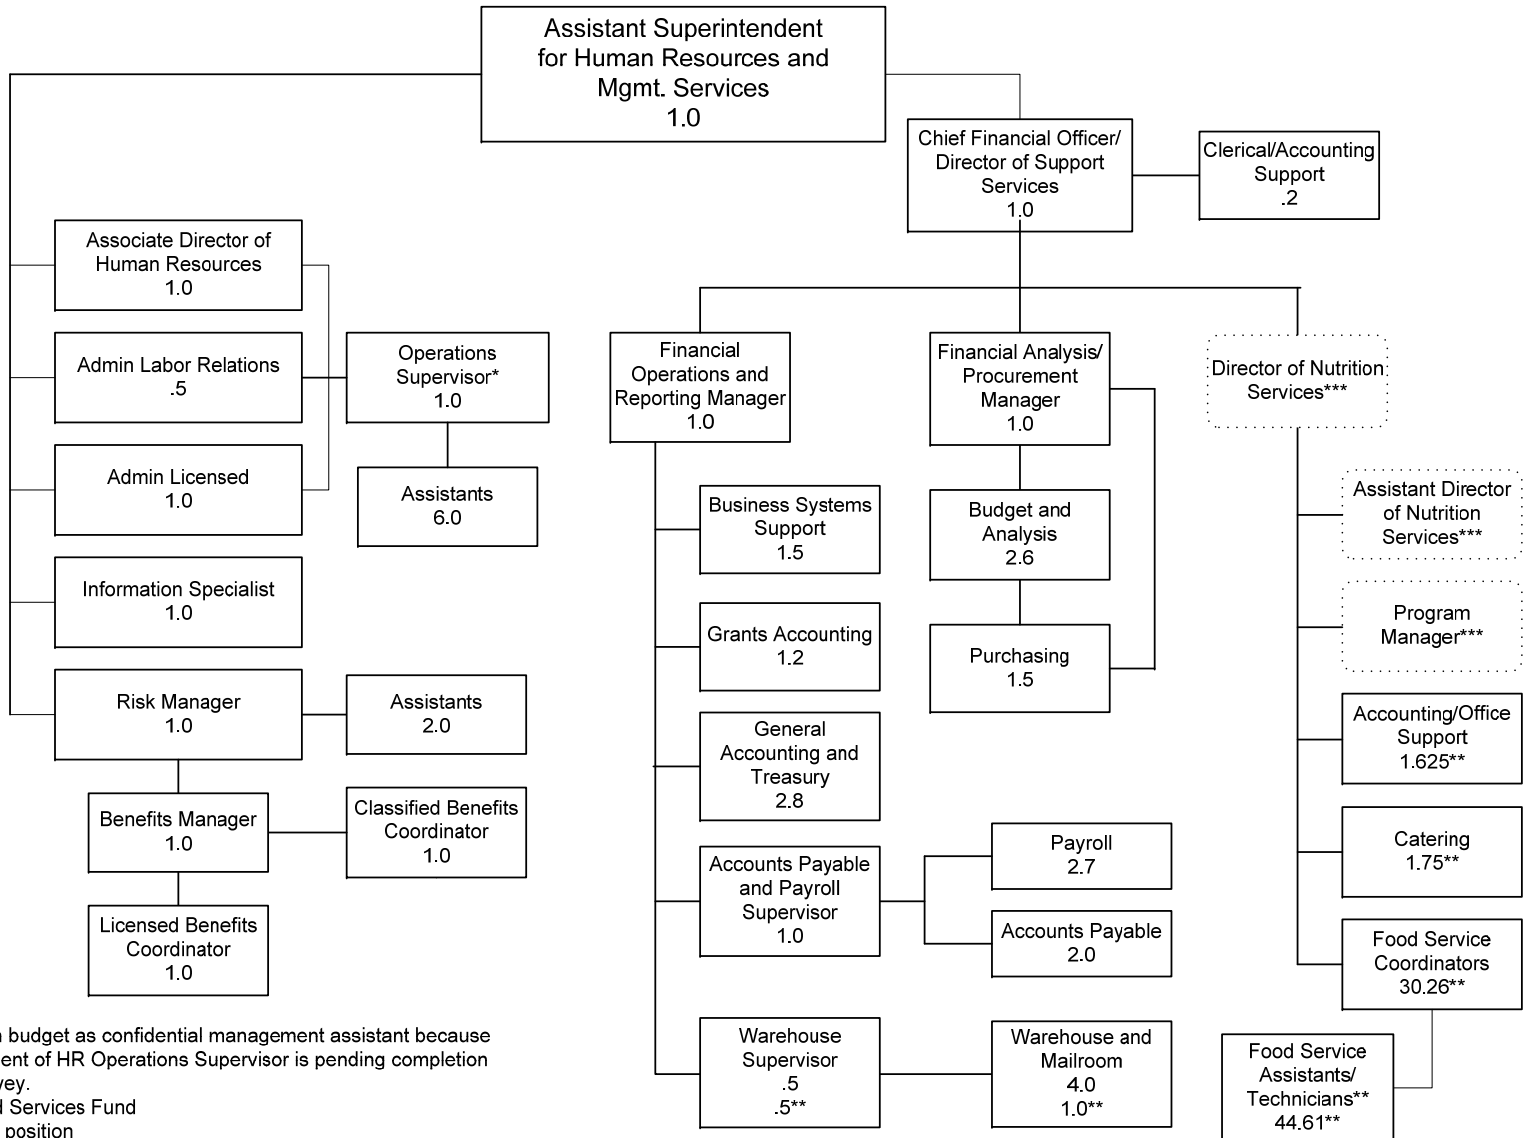 Assistant Superintendent
for Human Resources and
Mgmt. Services
1.0
Chief Financial Officer/
Director of Support
Services
1.0
Clerical/Accounting
Support
.2
Associate Director of
Human Resources
1.0
Admin Labor Relations
.5
Operations
Supervisor*
1.0
Admin Licensed
1.0
Assistants
6.0
Information Specialist
1.0
Risk Manager
1.0
Assistants
2.0
Benefits Manager
1.0
Classified Benefits
Coordinator
1.0
Licensed Benefits
Coordinator
1.0
Financial
Operations and
Reporting Manager
1.0
Business Systems
Support
1.5
Grants Accounting
1.2
General
Accounting and
Treasury
2.8
Accounts Payable
and Payroll
Supervisor
1.0
Payroll
2.7
Accounts Payable
2.0
Warehouse
Supervisor
.5
.5**
Warehouse and
Mailroom
4.0
1.0**
Financial Analysis/
Procurement
Manager
1.0
Budget and
Analysis
2.6
Purchasing
1.5
Director of Nutrition
Services***
Assistant Director
of Nutrition
Services***
Program
Manager***
Accounting/Office
Support
1.625**
Catering
1.75**
Food Service
Coordinators
30.26**
Food Service
Assistants/
Technicians**
44.61**
budget as confidential management assistant because
ent of HR Operations Supervisor is pending completion
vey.
Services Fund
position